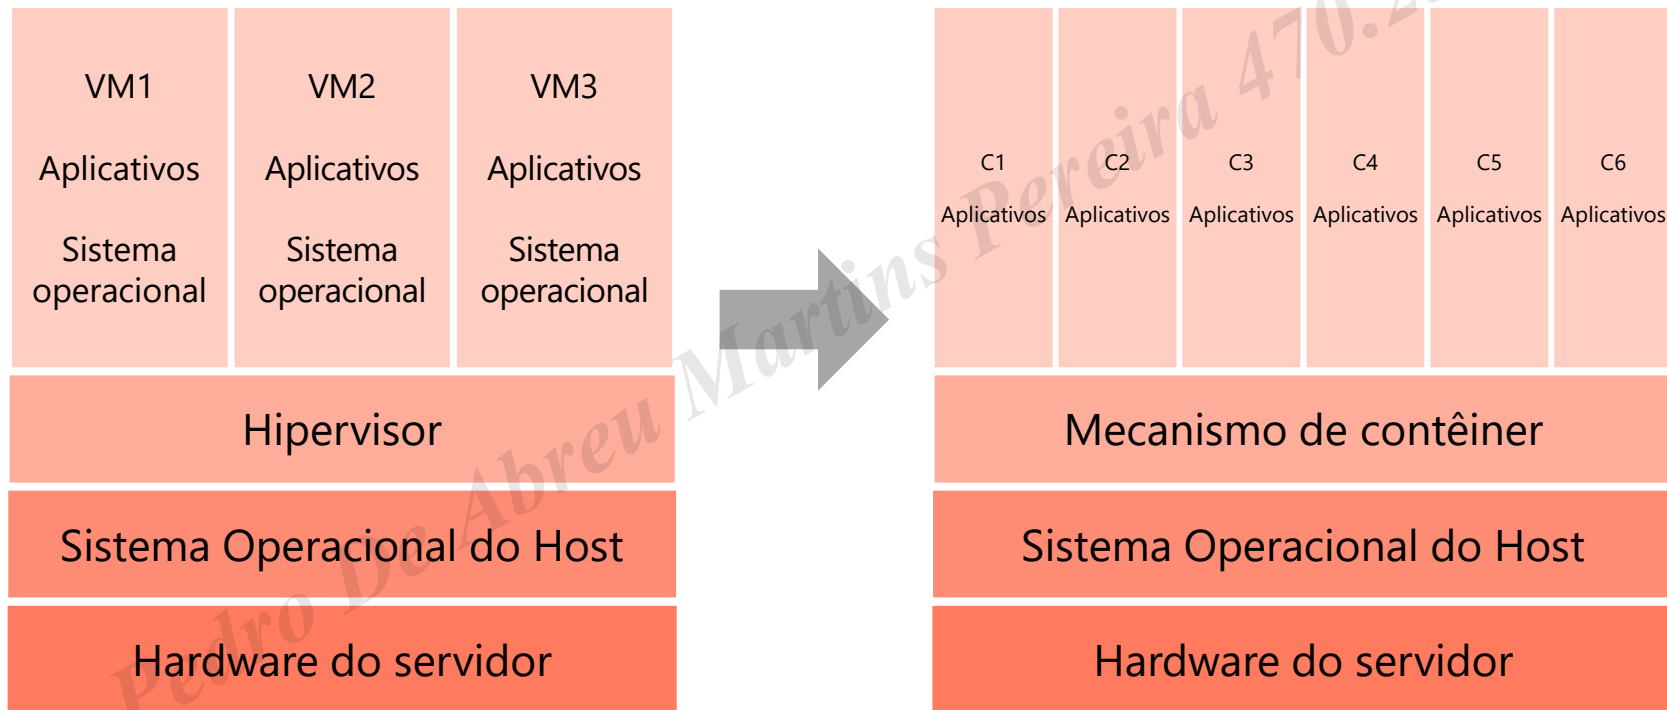 VM1
Aplicativos
Sistema
operacional
VM2
Aplicativos
Sistema
operacional
VM3
Aplicativos
Sistema
operacional
Hipervisor
Sistema Operacional do Host
Hardware do servidor
C1
Aplicativos
C2
Aplicativos
C3
Aplicativos
C4
Aplicativos
C5
Aplicativos
C6
Aplicativos
Mecanismo de contêiner
Sistema Operacional do Host
Hardware do servidor
Pedro De Abreu Martins Pereira 470.2